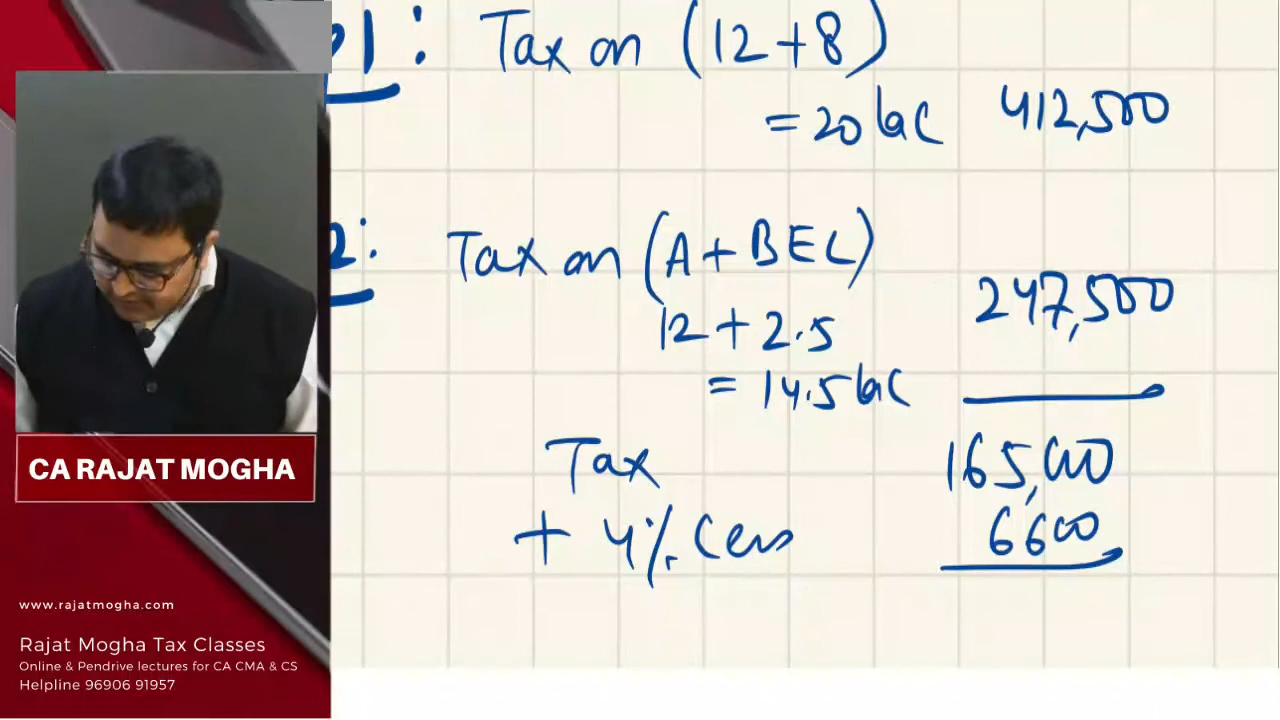 1: Tax on (12+8)
= 20 lac 412,500
2: Tax on (A+BEL) 247,500
12 + 2.5
= 14.5 lac
Tax 165,000
+ 4% Cess 6600
CA RAJAT MOGHA
www.rajatmogha.com
Rajat Mogha Tax Classes
Online & Pendrive lectures for CA CMA & CS
Helpline 96906 91957